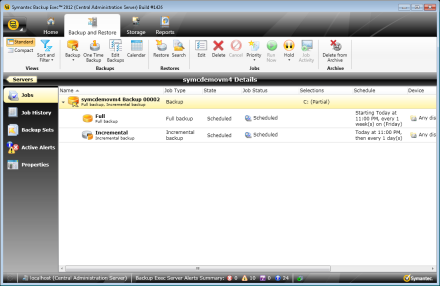 Symantec Backup Exec™ 2012 (Central Administration Server) Build #1430
Home Backup and Restore Storage Reports
Standard
Compact
Sort and Filter
Backup
One Time Backup
Edit Backups
Calendar
Restore
Search
Edit
Delete
Cancel
Priority
Run Now
Hold
Job Activity
Delete from Archive
Views Backups Restores Jobs Archive
Servers
symcdemovm4 Details
Jobs
Job History
Backup Sets
Active Alerts
Properties
Name Job Type State Job Status Selections Schedule Device
symcdemovm4 Backup 00002 Backup C: (Partial)
Full backup, Incremental backup
Full Full backup Scheduled Scheduled Starting Today at 11:00 PM, every 1 week(s) on (Friday) Any dis
Full backup
Incremental Incremental backup Scheduled Scheduled Today at 11:00 PM, then every 1 day(s) Any dis
Incremental backup
localhost (Central Administration Server) Backup Exec Server Alerts Summary: 0 10 0 24
Symantec